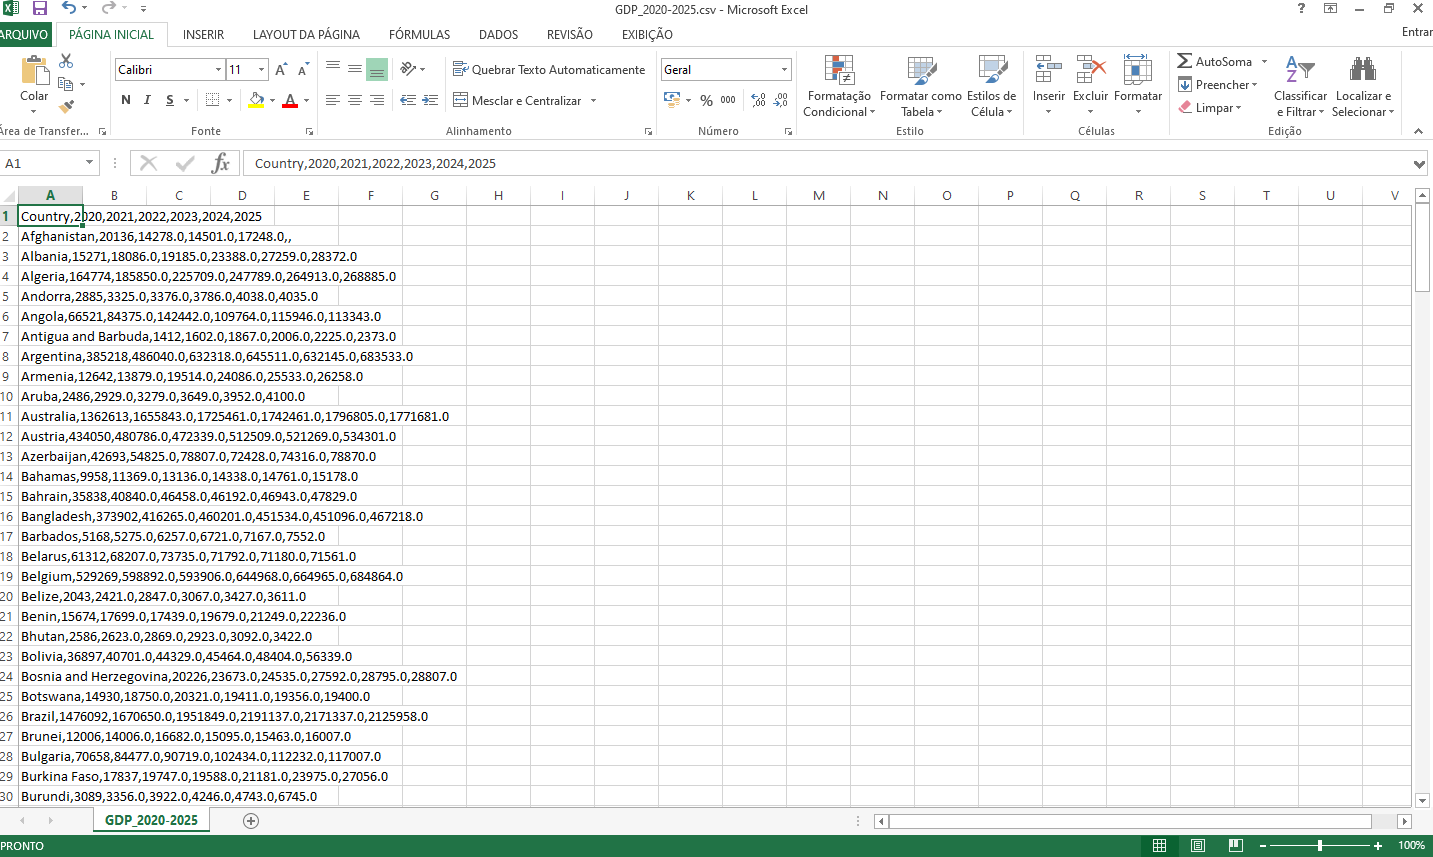 GDP_2020-2025.csv - Microsoft Excel
ARQUIVO PÁGINA INICIAL INSERIR LAYOUT DA PÁGINA FÓRMULAS DADOS REVISÃO EXIBIÇÃO Entrar
Colar
Área de Transfer...
Calibri 11
N I S
Fonte
Quebrar Texto Automaticamente
Mesclar e Centralizar
Alinhamento
Geral
% 000
Número
Formatação Condicional
Formatar como Tabela
Estilos de Célula
Estilo
Inserir Excluir Formatar
Células
AutoSoma
Preencher
Limpar
Classificar e Filtrar
Localizar e Selecionar
Edição
A1 fx Country,2020,2021,2022,2023,2024,2025
A B C D E F G H I J K L M N O P Q R S T U V
1 Country,2020,2021,2022,2023,2024,2025
2 Afghanistan,20136,14278.0,14501.0,17248.0,,
3 Albania,15271,18086.0,19185.0,23388.0,27259.0,28372.0
4 Algeria,164774,185850.0,225709.0,247789.0,264913.0,268885.0
5 Andorra,2885,3325.0,3376.0,3786.0,4038.0,4035.0
6 Angola,66521,84375.0,142442.0,109764.0,115946.0,113343.0
7 Antigua and Barbuda,1412,1602.0,1867.0,2006.0,2225.0,2373.0
8 Argentina,385218,486040.0,632318.0,645511.0,632145.0,683533.0
9 Armenia,12642,13879.0,19514.0,24086.0,25533.0,26258.0
10 Aruba,2486,2929.0,3279.0,3649.0,3952.0,4100.0
11 Australia,1362613,1655843.0,1725461.0,1742461.0,1796805.0,1771681.0
12 Austria,434050,480786.0,472339.0,512509.0,521269.0,534301.0
13 Azerbaijan,42693,54825.0,78807.0,72428.0,74316.0,78870.0
14 Bahamas,9958,11369.0,13136.0,14338.0,14761.0,15178.0
15 Bahrain,35838,40840.0,46458.0,46192.0,46943.0,47829.0
16 Bangladesh,373902,416265.0,460201.0,451534.0,451096.0,467218.0
17 Barbados,5168,5275.0,6257.0,6721.0,7167.0,7552.0
18 Belarus,61312,68207.0,73735.0,71792.0,71180.0,71561.0
19 Belgium,529269,598892.0,593906.0,644968.0,664965.0,684864.0
20 Belize,2043,2421.0,2847.0,3067.0,3427.0,3611.0
21 Benin,15674,17699.0,17439.0,19679.0,21249.0,22236.0
22 Bhutan,2586,2623.0,2869.0,2923.0,3092.0,3422.0
23 Bolivia,36897,40701.0,44329.0,45464.0,48404.0,56339.0
24 Bosnia and Herzegovina,20226,23673.0,24535.0,27592.0,28795.0,28807.0
25 Botswana,14930,18750.0,20321.0,19411.0,19356.0,19400.0
26 Brazil,1476092,1670650.0,1951849.0,2191137.0,2171337.0,2125958.0
27 Brunei,12006,14006.0,16682.0,15095.0,15463.0,16007.0
28 Bulgaria,70658,84477.0,90719.0,102434.0,112232.0,117007.0
29 Burkina Faso,17837,19747.0,19588.0,21181.0,23975.0,27056.0
30 Burundi,3089,3356.0,3922.0,4246.0,4743.0,6745.0
GDP_2020-2025
PRONTO 100%